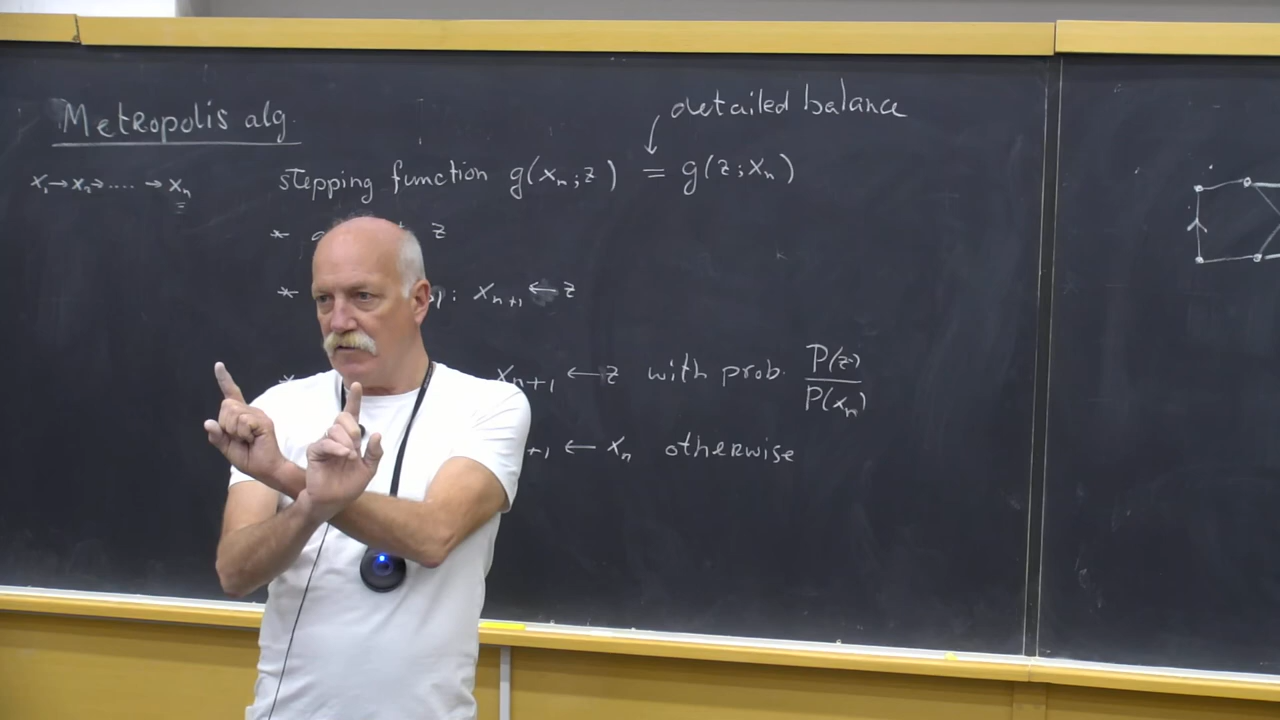 Metropolis alg.
detailed balance
x₁→x₂→....→xₙ
stepping function g(xₙ;z) = g(z;xₙ)
* z
* : xₙ₊₁ ← z
* xₙ₊₁ ← z with prob. P(z)/P(xₙ)
+1 ← xₙ otherwise